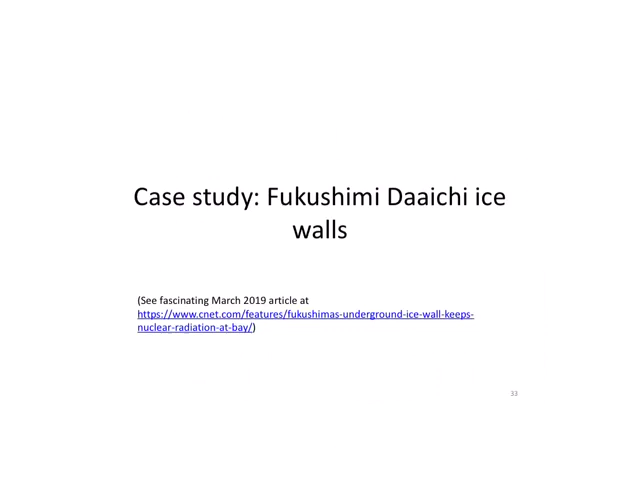 Case study: Fukushimi Daaichi ice
walls
(See fascinating March 2019 article at
https://www.cnet.com/features/fukushimas-underground-ice-wall-keeps-
nuclear-radiation-at-bay/)
33